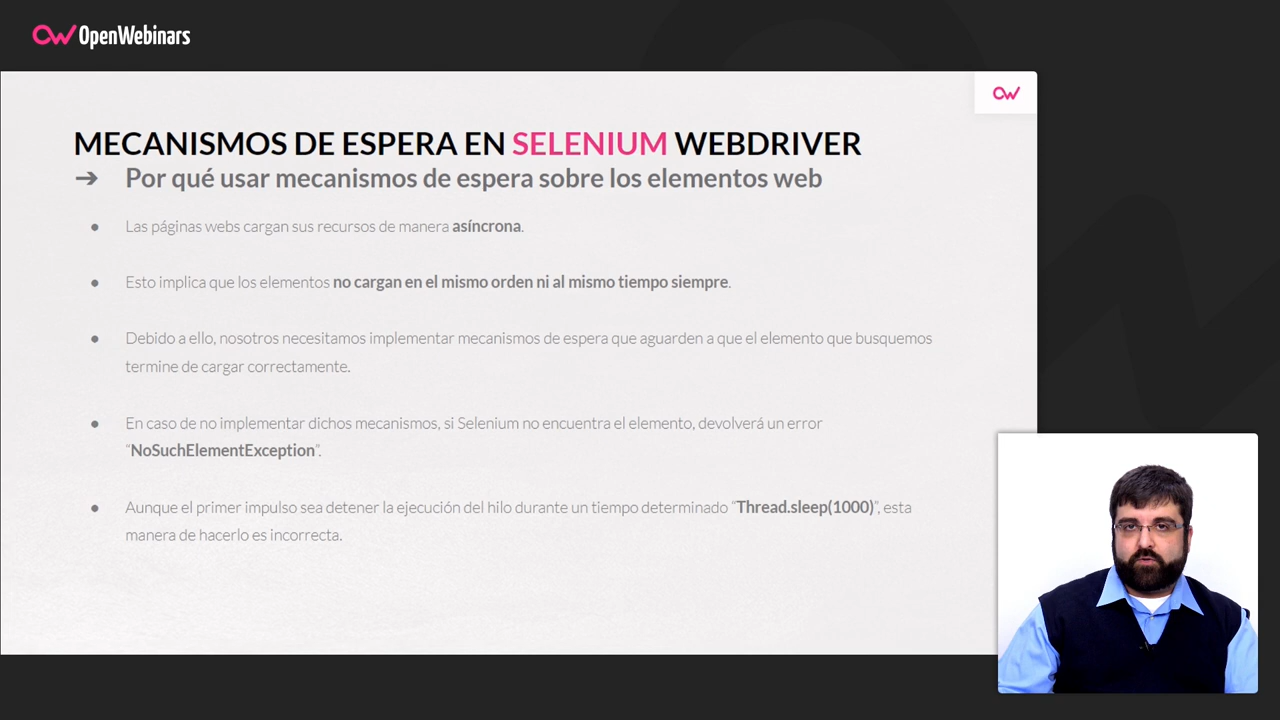 OpenWebinars
MECANISMOS DE ESPERA EN SELENIUM WEBDRIVER
➔ Por qué usar mecanismos de espera sobre los elementos web
● Las páginas webs cargan sus recursos de manera asíncrona.
● Esto implica que los elementos no cargan en el mismo orden ni al mismo tiempo siempre.
● Debido a ello, nosotros necesitamos implementar mecanismos de espera que aguarden a que el elemento que busquemos
termine de cargar correctamente.
● En caso de no implementar dichos mecanismos, si Selenium no encuentra el elemento, devolverá un error
“NoSuchElementException”.
● Aunque el primer impulso sea detener la ejecución del hilo durante un tiempo determinado “Thread.sleep(1000)”, esta
manera de hacerlo es incorrecta.